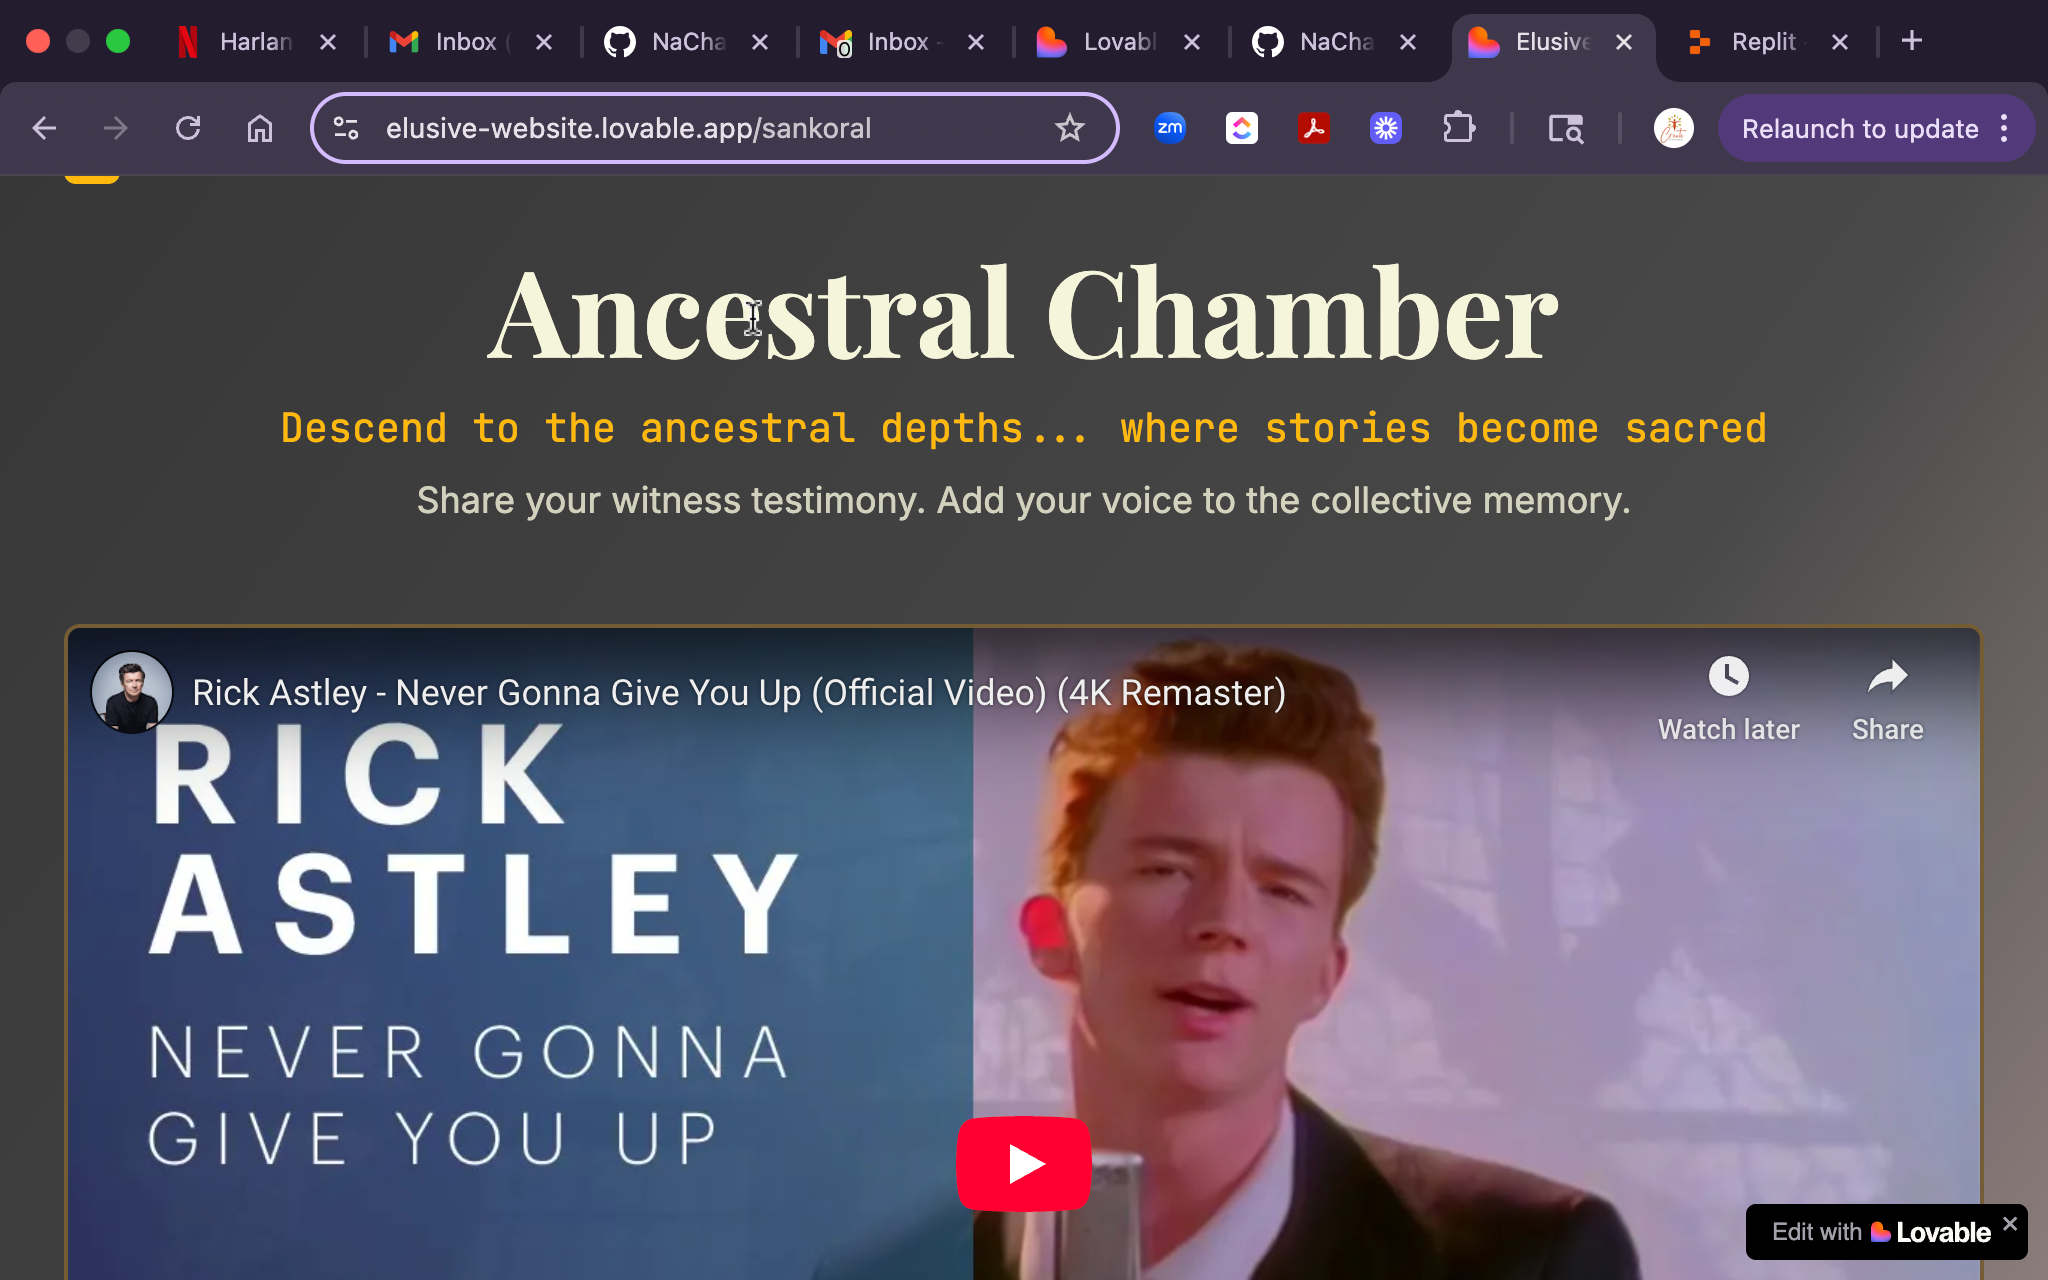 Harlan
Inbox (
NaCha
Inbox -
Lovabl
NaCha
Elusive
Replit -
elusive-website.lovable.app/sankoral
zm
Relaunch to update
Ancestral Chamber
Descend to the ancestral depths... where stories become sacred
Share your witness testimony. Add your voice to the collective memory.
Rick Astley - Never Gonna Give You Up (Official Video) (4K Remaster)
Watch later
Share
RICK
ASTLEY
NEVER GONNA
GIVE YOU UP
Edit with Lovable